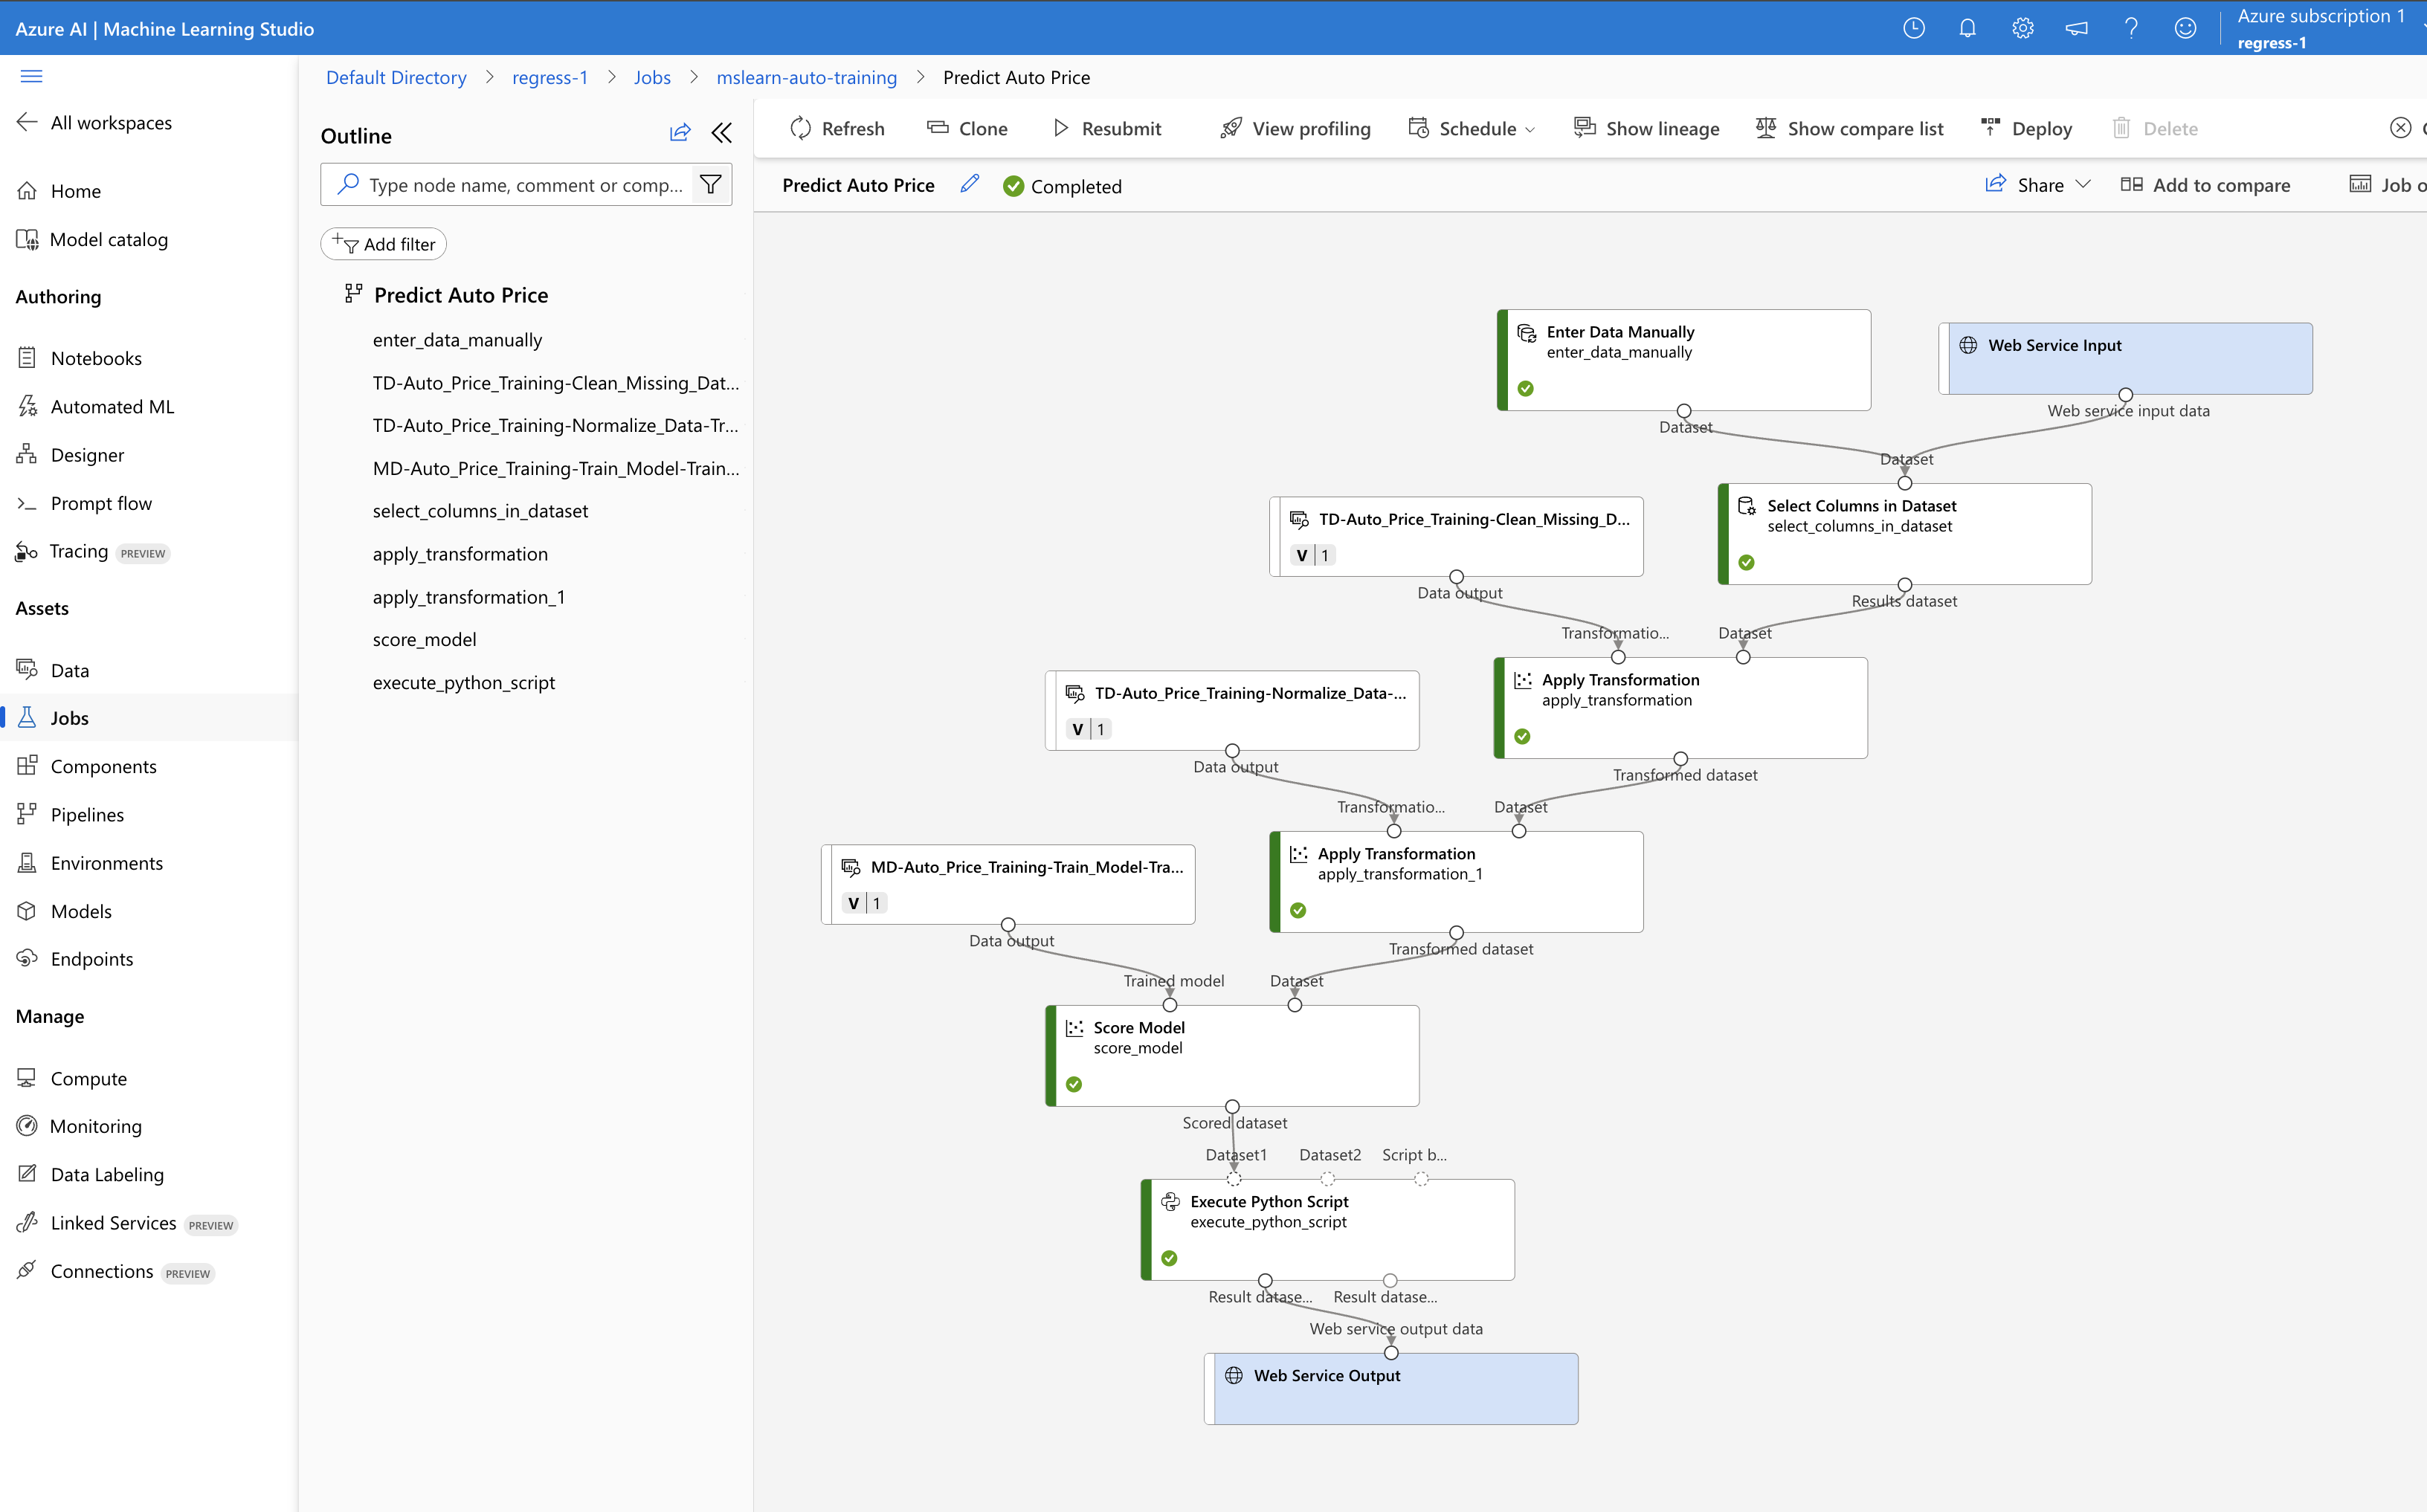 Azure AI | Machine Learning Studio
Azure subscription 1
regress-1
All workspaces
Home
Model catalog
Authoring
Notebooks
Automated ML
Designer
Prompt flow
Tracing PREVIEW
Assets
Data
Jobs
Components
Pipelines
Environments
Models
Endpoints
Manage
Compute
Monitoring
Data Labeling
Linked Services PREVIEW
Connections PREVIEW
Default Directory > regress-1 > Jobs > mslearn-auto-training > Predict Auto Price
Outline
Type node name, comment or comp...
Add filter
Predict Auto Price
enter_data_manually
TD-Auto_Price_Training-Clean_Missing_Dat...
TD-Auto_Price_Training-Normalize_Data-Tr...
MD-Auto_Price_Training-Train_Model-Train...
select_columns_in_dataset
apply_transformation
apply_transformation_1
score_model
execute_python_script
Refresh Clone Resubmit View profiling Schedule Show lineage Show compare list Deploy Delete
Predict Auto Price Completed Share Add to compare Job o
Enter Data Manually
enter_data_manually
Dataset
Web Service Input
Web service input data
Dataset
Select Columns in Dataset
select_columns_in_dataset
Results dataset
TD-Auto_Price_Training-Clean_Missing_D...
V 1
Data output
Transformatio... Dataset
Apply Transformation
apply_transformation
Transformed dataset
TD-Auto_Price_Training-Normalize_Data-...
V 1
Data output
Transformatio... Dataset
Apply Transformation
apply_transformation_1
Transformed dataset
MD-Auto_Price_Training-Train_Model-Tra...
V 1
Data output
Trained model Dataset
Score Model
score_model
Scored dataset
Dataset1 Dataset2 Script b...
Execute Python Script
execute_python_script
Result datase... Result datase...
Web service output data
Web Service Output